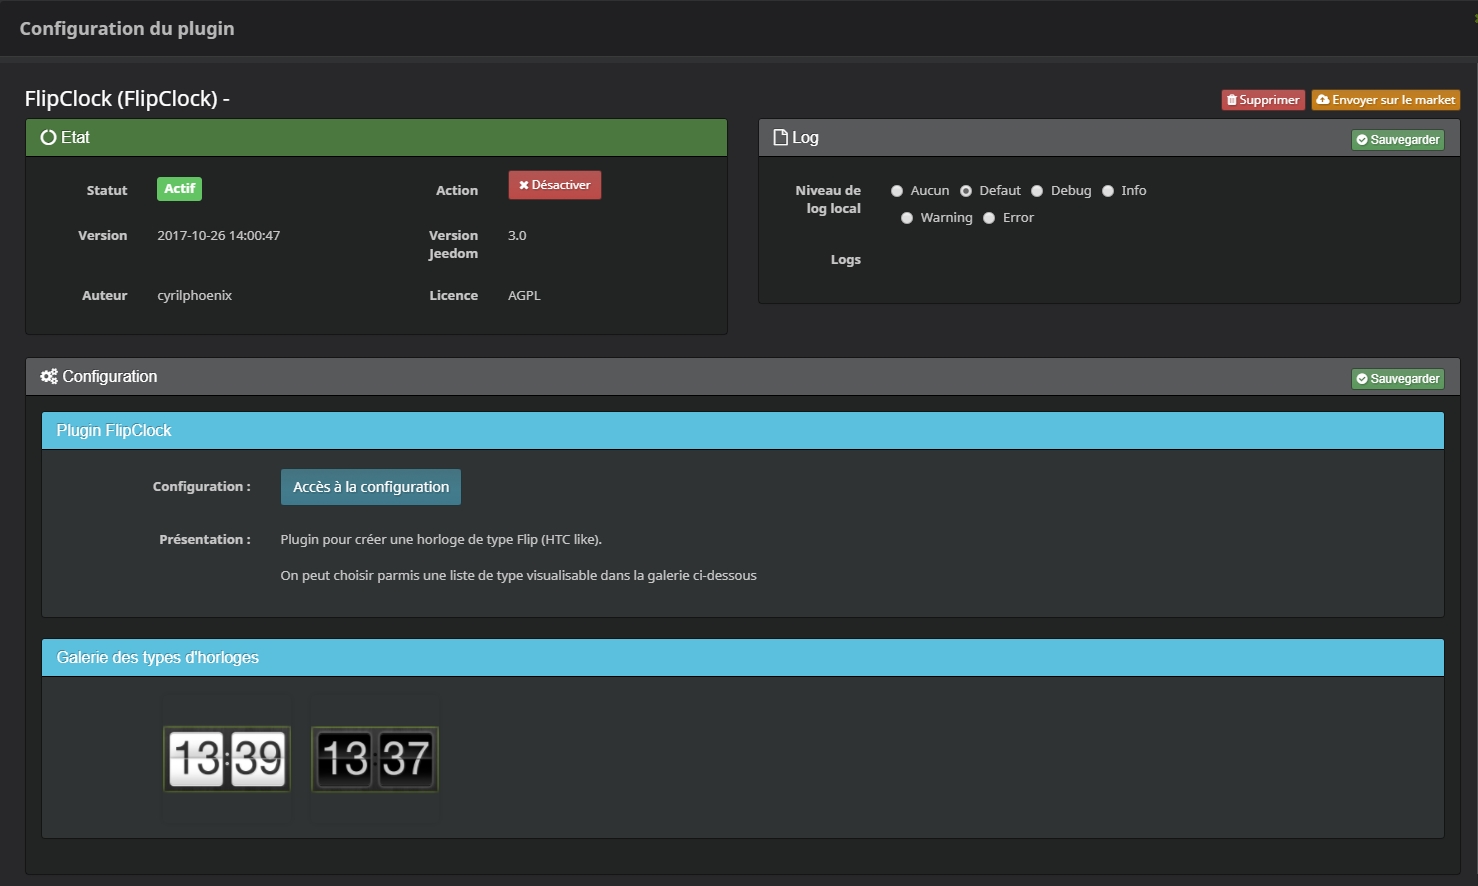 Configuration du plugin
FlipClock (FlipClock) -
Supprimer
Envoyer sur le market
Etat
Statut
Actif
Action
Désactiver
Version
2017-10-26 14:00:47
Version
Jeedom
3.0
Auteur
cyrilphoenix
Licence
AGPL
Log
Sauvegarder
Niveau de
log local
Aucun Defaut Debug Info
Warning Error
Logs
Configuration
Sauvegarder
Plugin FlipClock
Configuration :
Accès à la configuration
Présentation :
Plugin pour créer une horloge de type Flip (HTC like).
On peut choisir parmis une liste de type visualisable dans la galerie ci-dessous
Galerie des types d'horloges
13:39
13:37